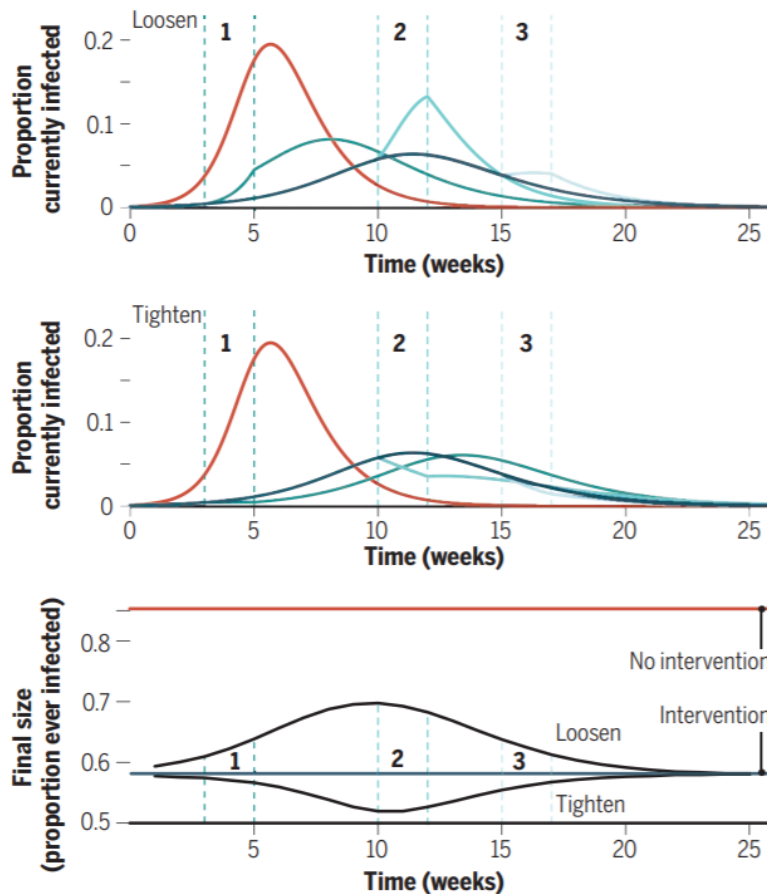 Loosen
1
2
3
Proportion
currently infected
0.2
0.1
0
0
5
10
15
20
25
Time (weeks)
Tighten
1
2
3
Proportion
currently infected
0.2
0.1
0
0
5
10
15
20
25
Time (weeks)
Final size
(proportion ever infected)
0.8
0.7
0.6
0.5
No intervention
Intervention
Loosen
1
2
3
Tighten
5
10
15
20
25
Time (weeks)